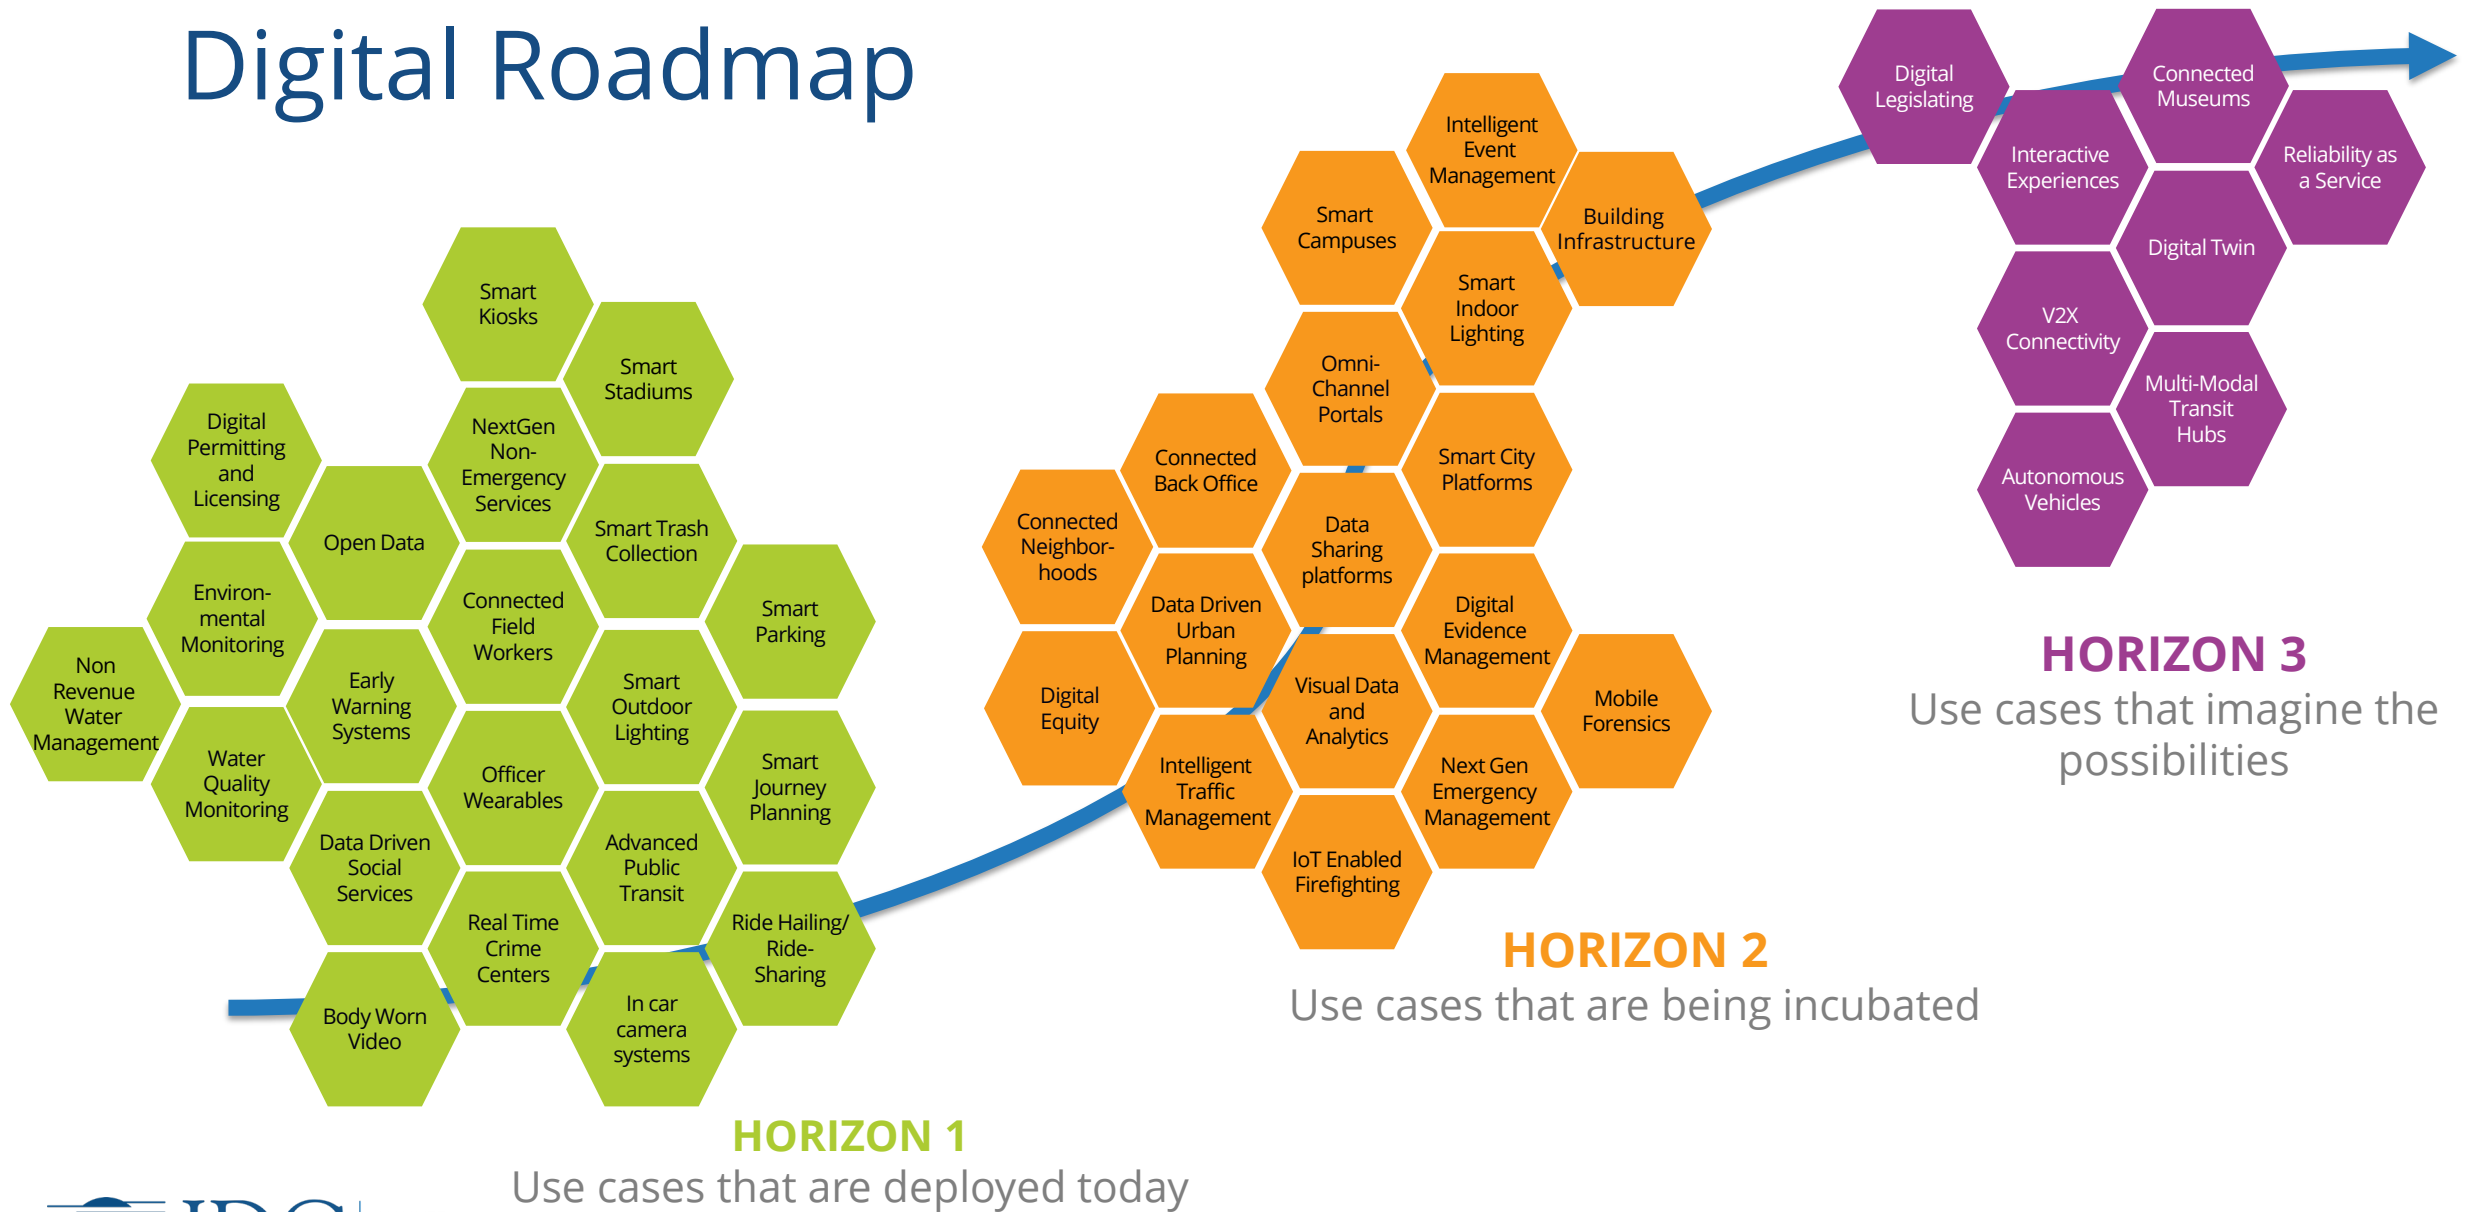 Digital Roadmap
Smart
Kiosks
Smart
Stadiums
Digital
Permitting
and
Licensing
NextGen
Non-
Emergency
Services
Open Data
Smart Trash
Collection
Environ-
mental
Monitoring
Connected
Field
Workers
Smart
Parking
Non
Revenue
Water
Management
Early
Warning
Systems
Smart
Outdoor
Lighting
Water
Quality
Monitoring
Officer
Wearables
Smart
Journey
Planning
Data Driven
Social
Services
Advanced
Public
Transit
Real Time
Crime
Centers
Ride Hailing/
Ride-
Sharing
Body Worn
Video
In car
camera
systems
HORIZON 1
Use cases that are deployed today
Intelligent
Event
Management
Smart
Campuses
Building
Infrastructure
Smart
Indoor
Lighting
Omni-
Channel
Portals
Connected
Back Office
Smart City
Platforms
Connected
Neighbor-
hoods
Data
Sharing
platforms
Data Driven
Urban
Planning
Digital
Evidence
Management
Digital
Equity
Visual Data
and
Analytics
Mobile
Forensics
Intelligent
Traffic
Management
Next Gen
Emergency
Management
IoT Enabled
Firefighting
HORIZON 2
Use cases that are being incubated
Digital
Legislating
Connected
Museums
Interactive
Experiences
Reliability as
a Service
Digital Twin
V2X
Connectivity
Multi-Modal
Transit
Hubs
Autonomous
Vehicles
HORIZON 3
Use cases that imagine the
possibilities
IDC